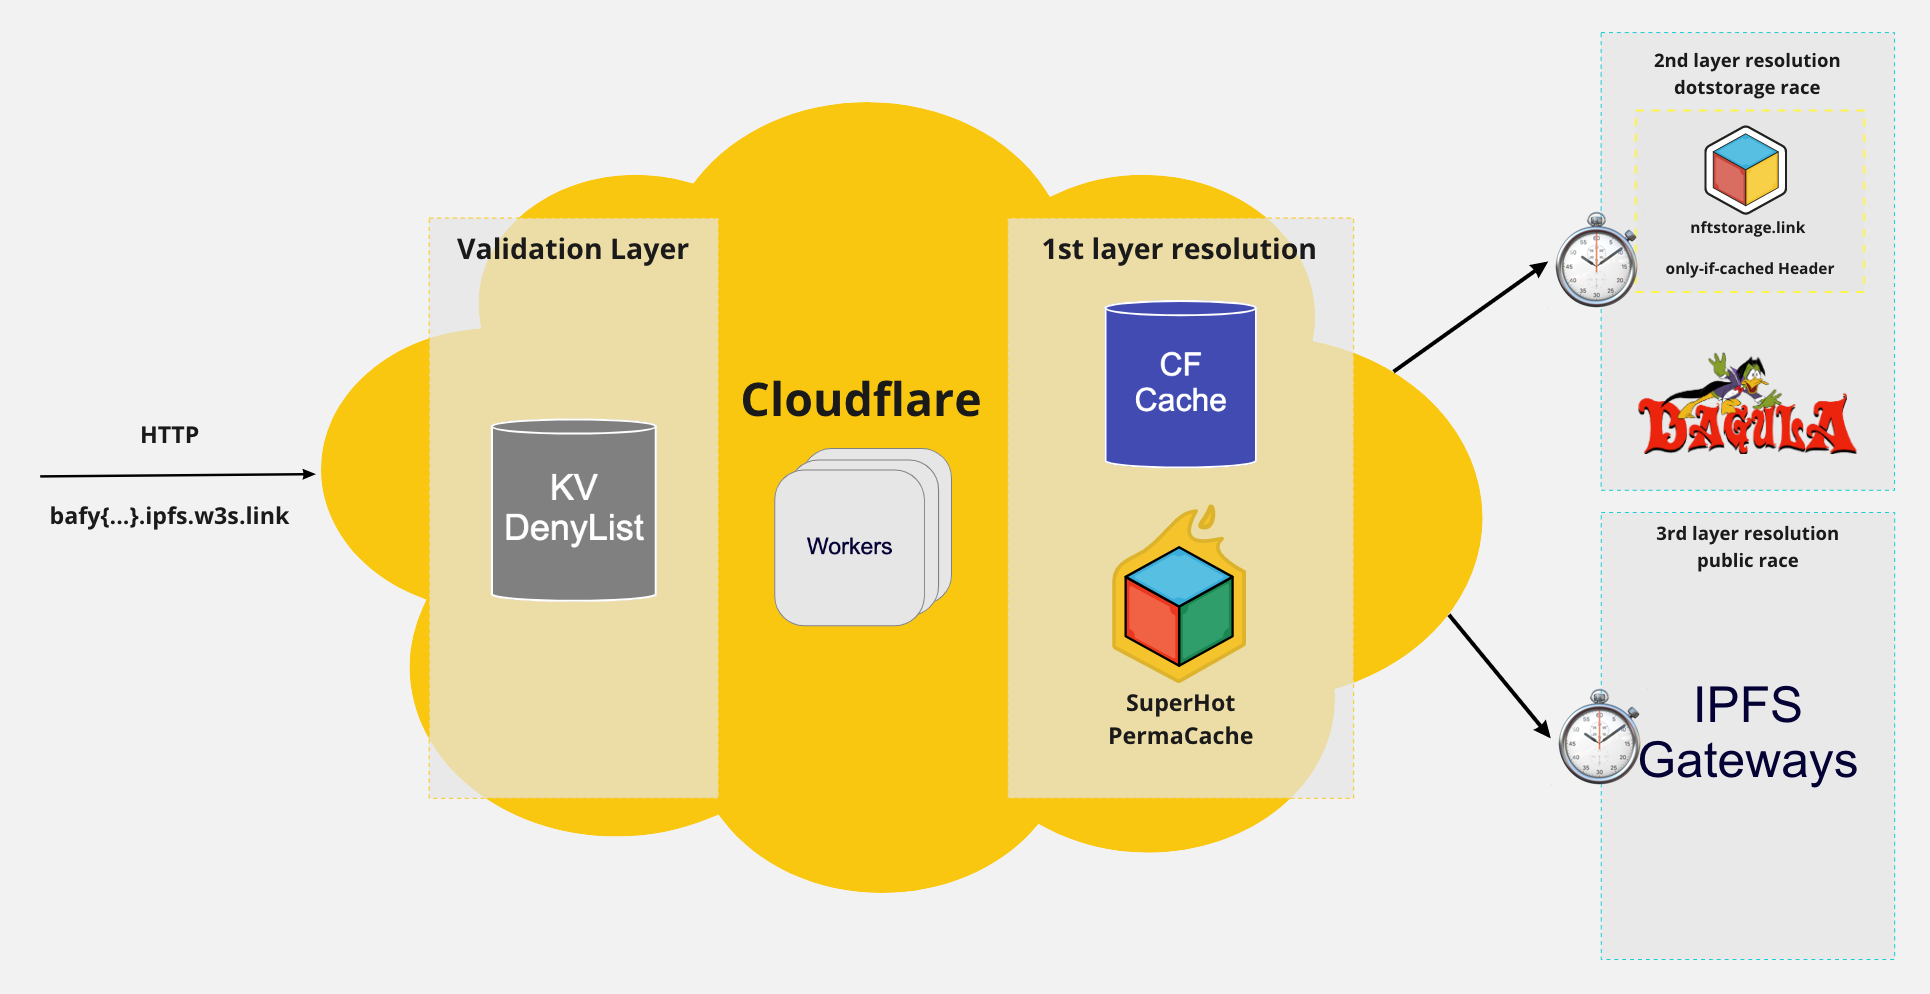 HTTP
bafy{...}.ipfs.w3s.link
Validation Layer
KV
DenyList
Cloudflare
Workers
1st layer resolution
CF
Cache
SuperHot
PermaCache
2nd layer resolution
dotstorage race
nftstorage.link
only-if-cached Header
DAGULA
3rd layer resolution
public race
IPFS
Gateways